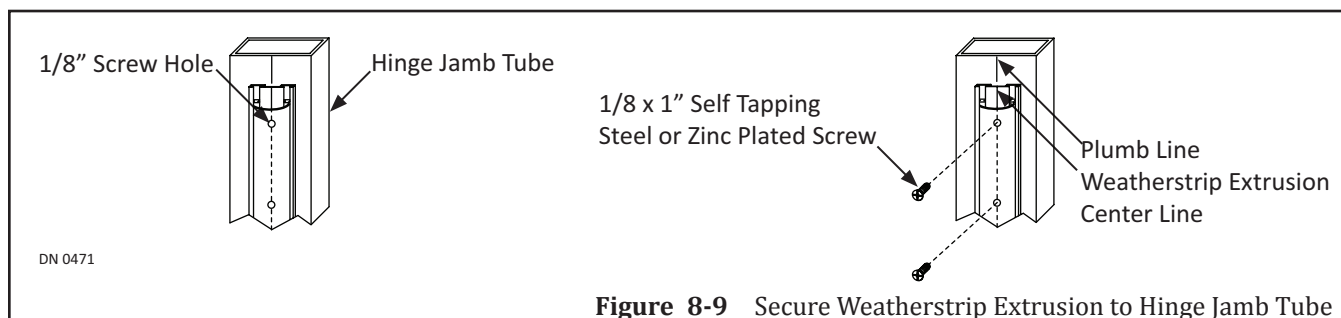 1/8” Screw Hole
Hinge Jamb Tube
DN 0471
1/8 x 1” Self Tapping
Steel or Zinc Plated Screw
Plumb Line
Weatherstrip Extrusion
Center Line
Figure 8-9 Secure Weatherstrip Extrusion to Hinge Jamb Tube